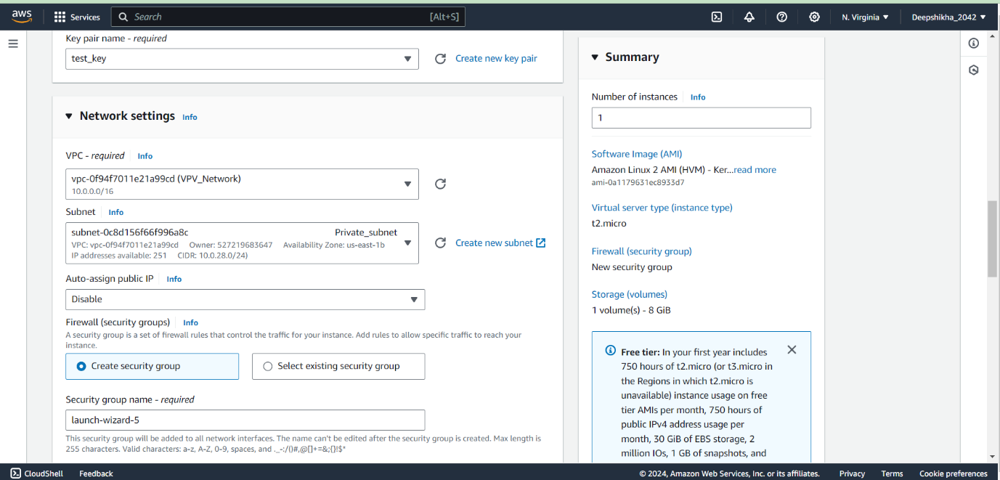 aws Services Search [Alt+S] N. Virginia Deepshikha_2042
Key pair name - required
test_key
Create new key pair
Network settings Info
VPC - required Info
vpc-0f94f7011e21a99cd (VPV_Network)
10.0.0.0/16
Subnet Info
subnet-0c8d156f66f996a8c Private_subnet
VPC: vpc-0f94f7011e21a99cd Owner: 527219683647 Availability Zone: us-east-1b
IP addresses available: 251 CIDR: 10.0.28.0/24)
Create new subnet
Auto-assign public IP Info
Disable
Firewall (security groups) Info
A security group is a set of firewall rules that control the traffic for your instance. Add rules to allow specific traffic to reach your
instance.
Create security group Select existing security group
Security group name - required
launch-wizard-5
This security group will be added to all network interfaces. The name can't be edited after the security group is created. Max length is
255 characters. Valid characters: a-z, A-Z, 0-9, spaces, and ._-:/()#,@[]+=&;{}!$*
Summary
Number of instances Info
1
Software Image (AMI)
Amazon Linux 2 AMI (HVM) - Ker...read more
ami-0a1179631ec8933d7
Virtual server type (instance type)
t2.micro
Firewall (security group)
New security group
Storage (volumes)
1 volume(s) - 8 GiB
Free tier: In your first year includes
750 hours of t2.micro (or t3.micro in
the Regions in which t2.micro is
unavailable) instance usage on free
tier AMIs per month, 750 hours of
public IPv4 address usage per
month, 30 GiB of EBS storage, 2
million IOs, 1 GB of snapshots, and
CloudShell Feedback © 2024, Amazon Web Services, Inc. or its affiliates. Privacy Terms Cookie preferences